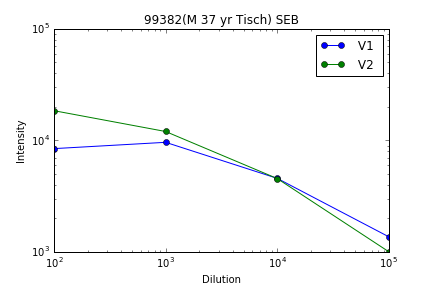 99382(M 37 yr Tisch) SEB
10^5
10^4
10^3
Intensity
V1
V2
10^2
10^3
10^4
10^5
Dilution